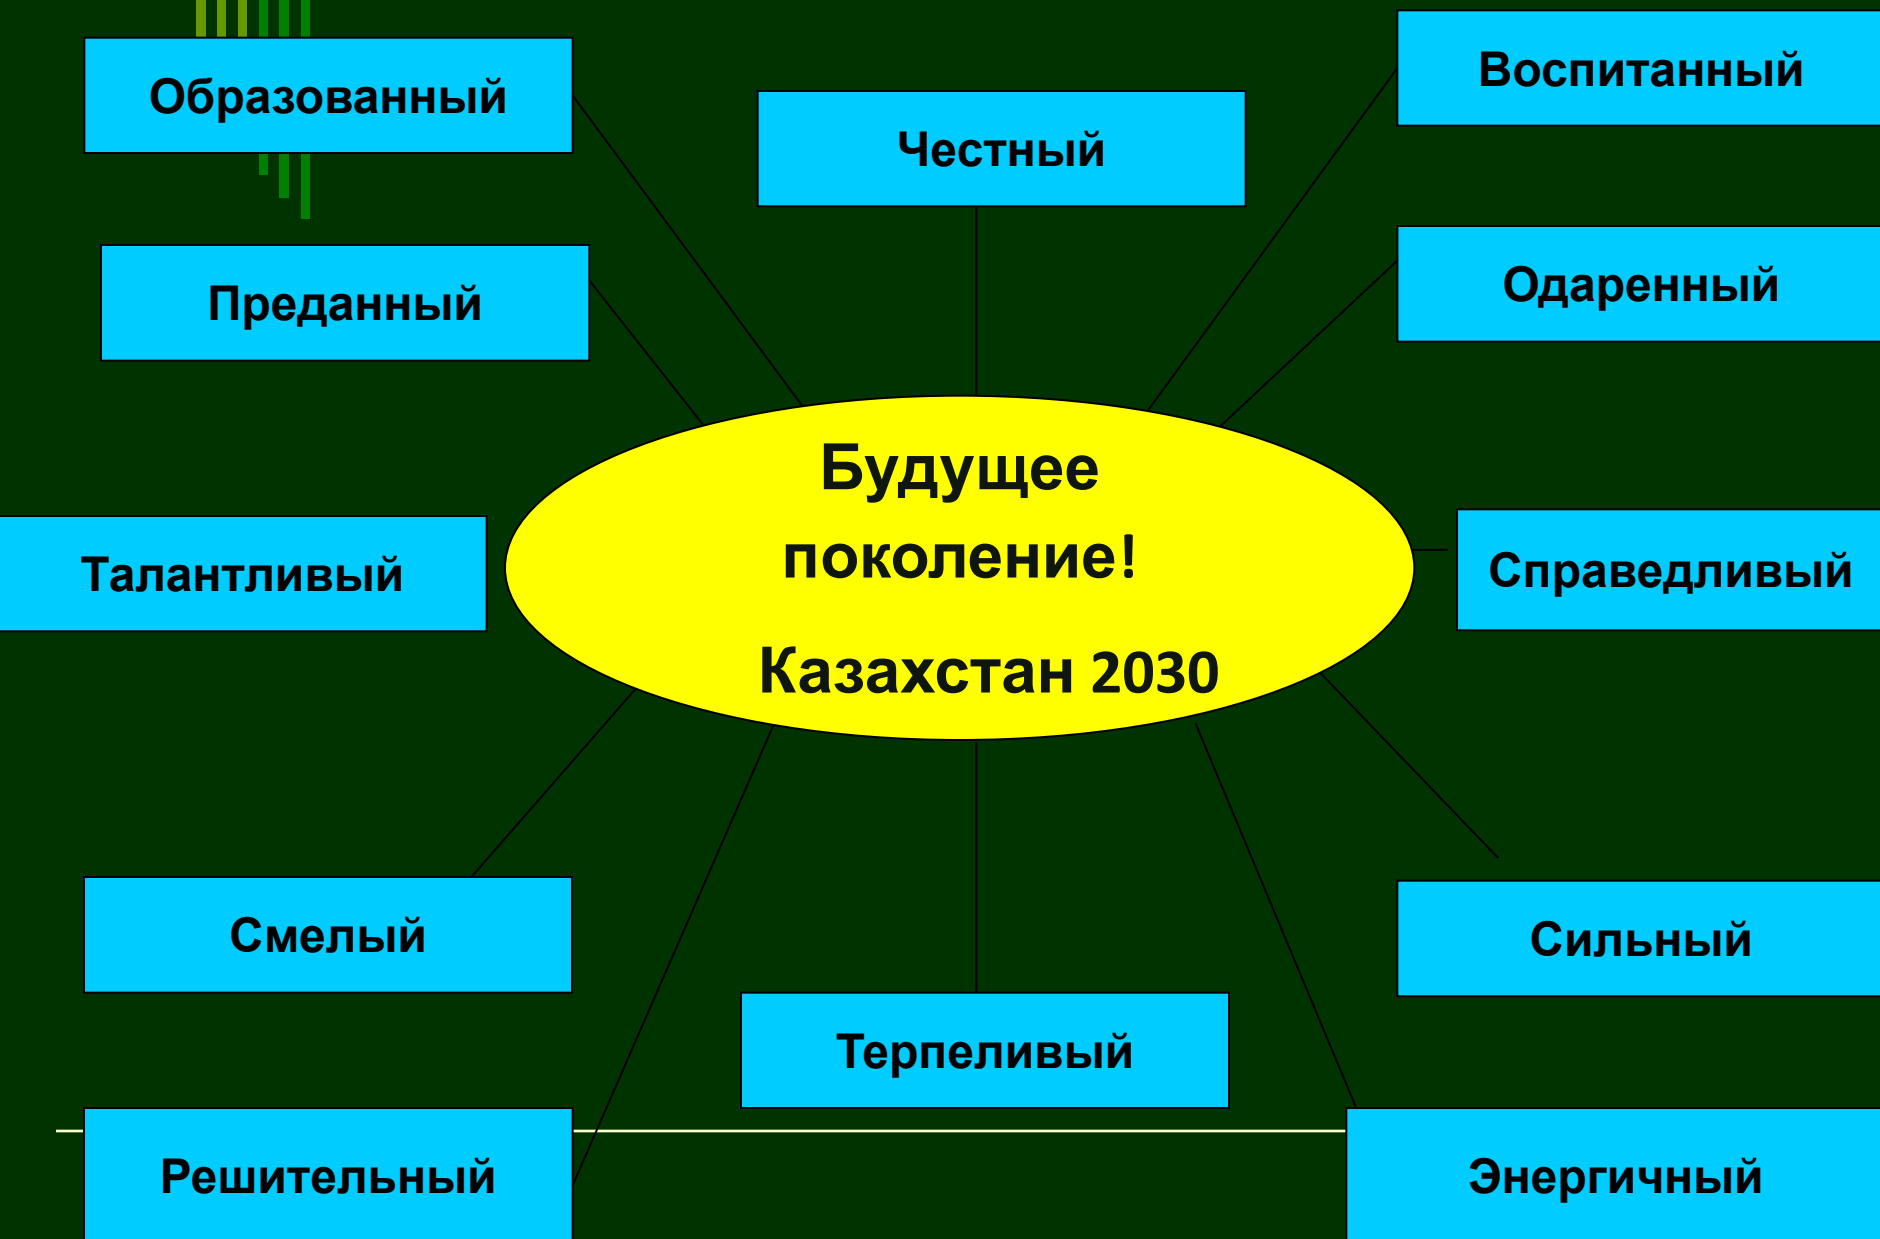 Образованный
Честный
Воспитанный
Преданный
Одаренный
Будущее
поколение!
Казахстан 2030
Талантливый
Справедливый
Смелый
Сильный
Терпеливый
Решительный
Энергичный